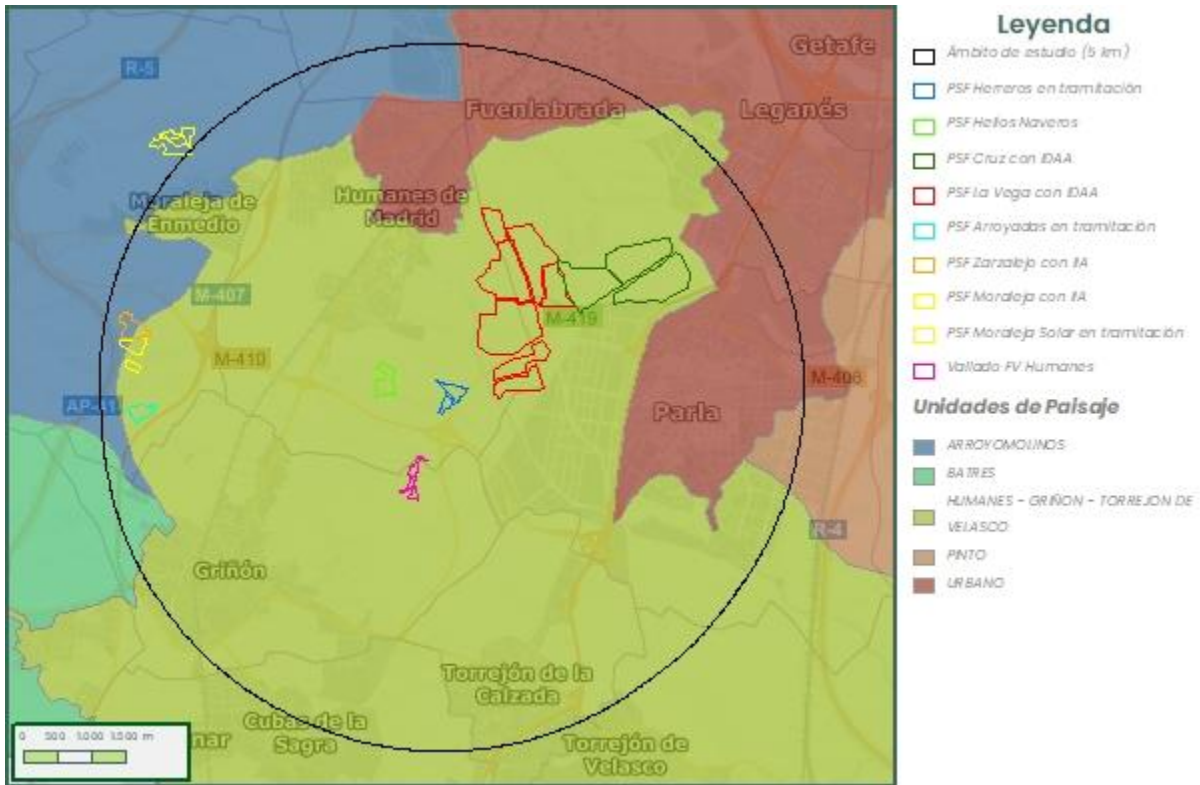 Leyenda
Ámbito de estudio (5 km)
PSF Herreros en tramitación
PSF Helios Naveros
PSF Cruz con IDAA
PSF La Vega con IDAA
PSF Arroyadas en tramitación
PSF Zarzalejo con IIA
PSF Moraleja con IIA
PSF Moraleja Solar en tramitación
Vallado FV Humanes
Unidades de Paisaje
ARROYOMOLINOS
BATRES
HUMANES - GRIÑON - TORREJON DE
VELASCO
PINTO
URBANO
Getafe
R-5
Fuenlabrada
Leganés
Moraleja de
Enmedio
Humanes de
Madrid
M-407
M-419
M-410
M-406
AP-41
Parla
R-4
Griñón
Torrejón de la
Calzada
Cubas de la
Sagra
nar
Torrejón de
Velasco
0 500 1.000 1.500 m